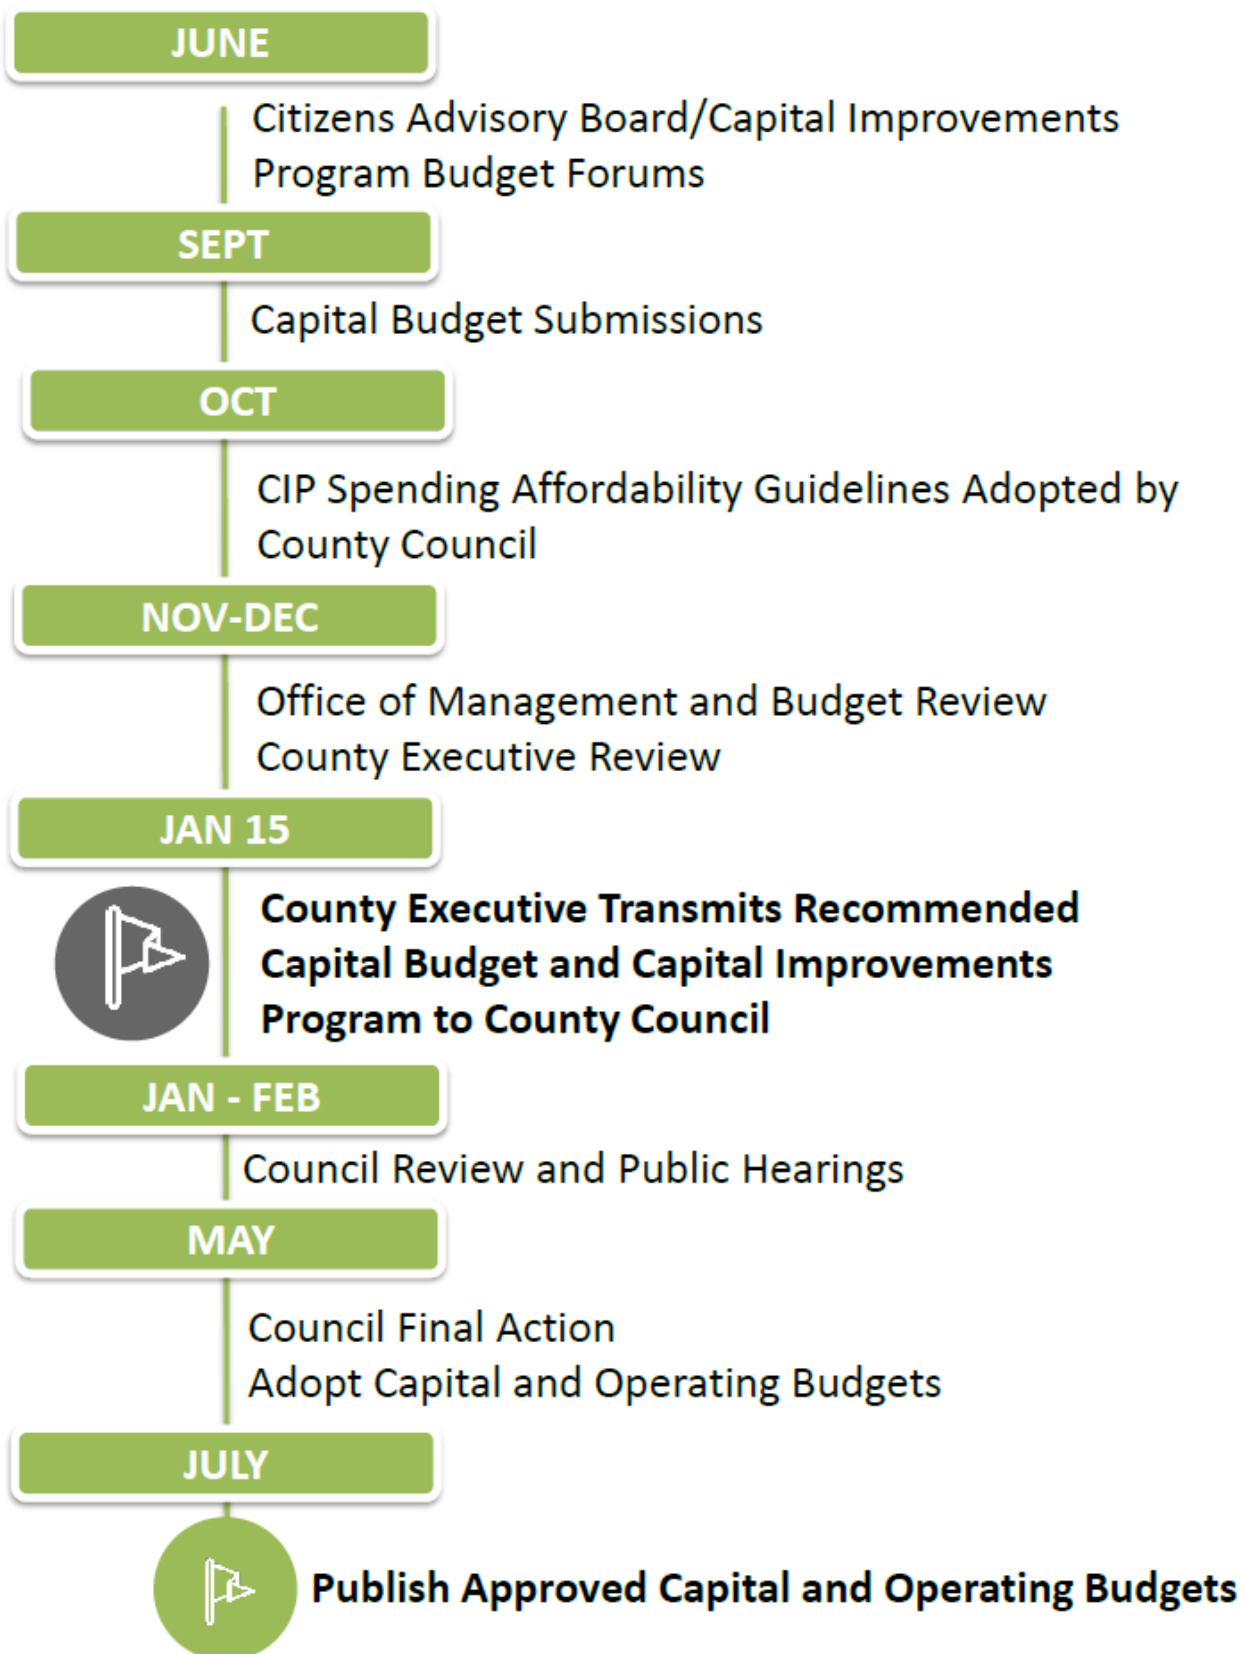 JUNE
Citizens Advisory Board/Capital Improvements
Program Budget Forums
SEPT
Capital Budget Submissions
OCT
CIP Spending Affordability Guidelines Adopted by
County Council
NOV-DEC
Office of Management and Budget Review
County Executive Review
JAN 15
County Executive Transmits Recommended
Capital Budget and Capital Improvements
Program to County Council
JAN - FEB
Council Review and Public Hearings
MAY
Council Final Action
Adopt Capital and Operating Budgets
JULY
Publish Approved Capital and Operating Budgets